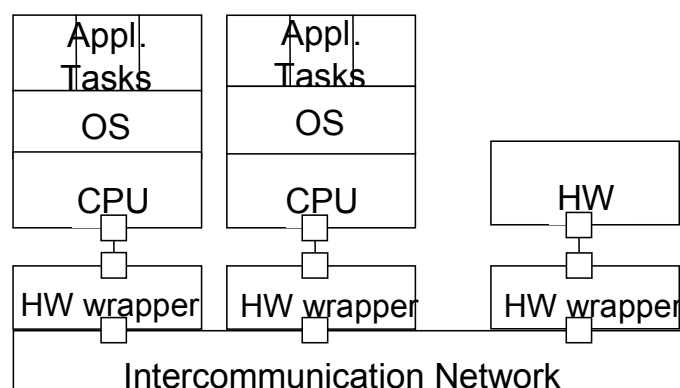 Appl.
Tasks
OS
CPU
HW wrapper
Appl.
Tasks
OS
CPU
HW wrapper
HW
HW wrapper
Intercommunication Network